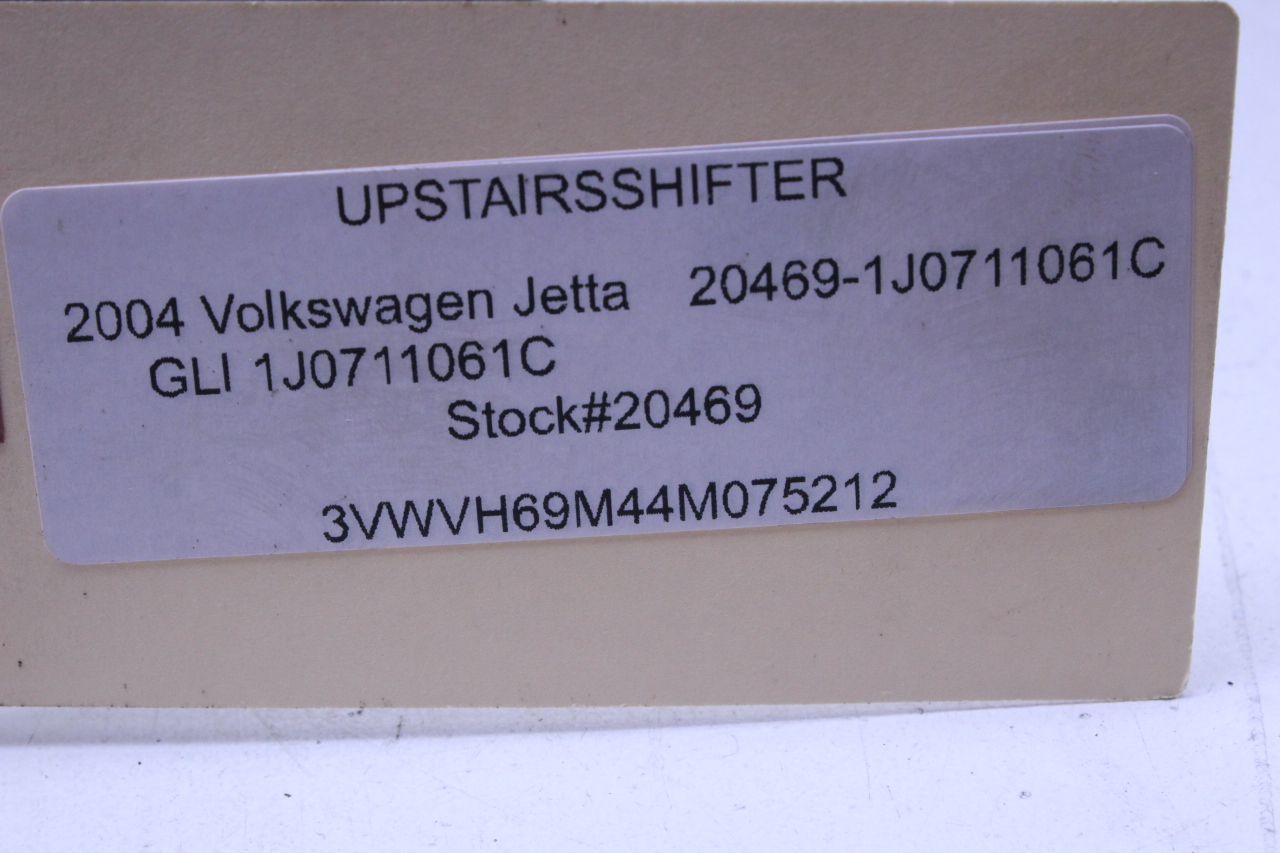 UPSTAIRSSHIFTER
2004 Volkswagen Jetta 20469-1J0711061C
GLI 1J0711061C
Stock#20469
3VWVH69M44M075212